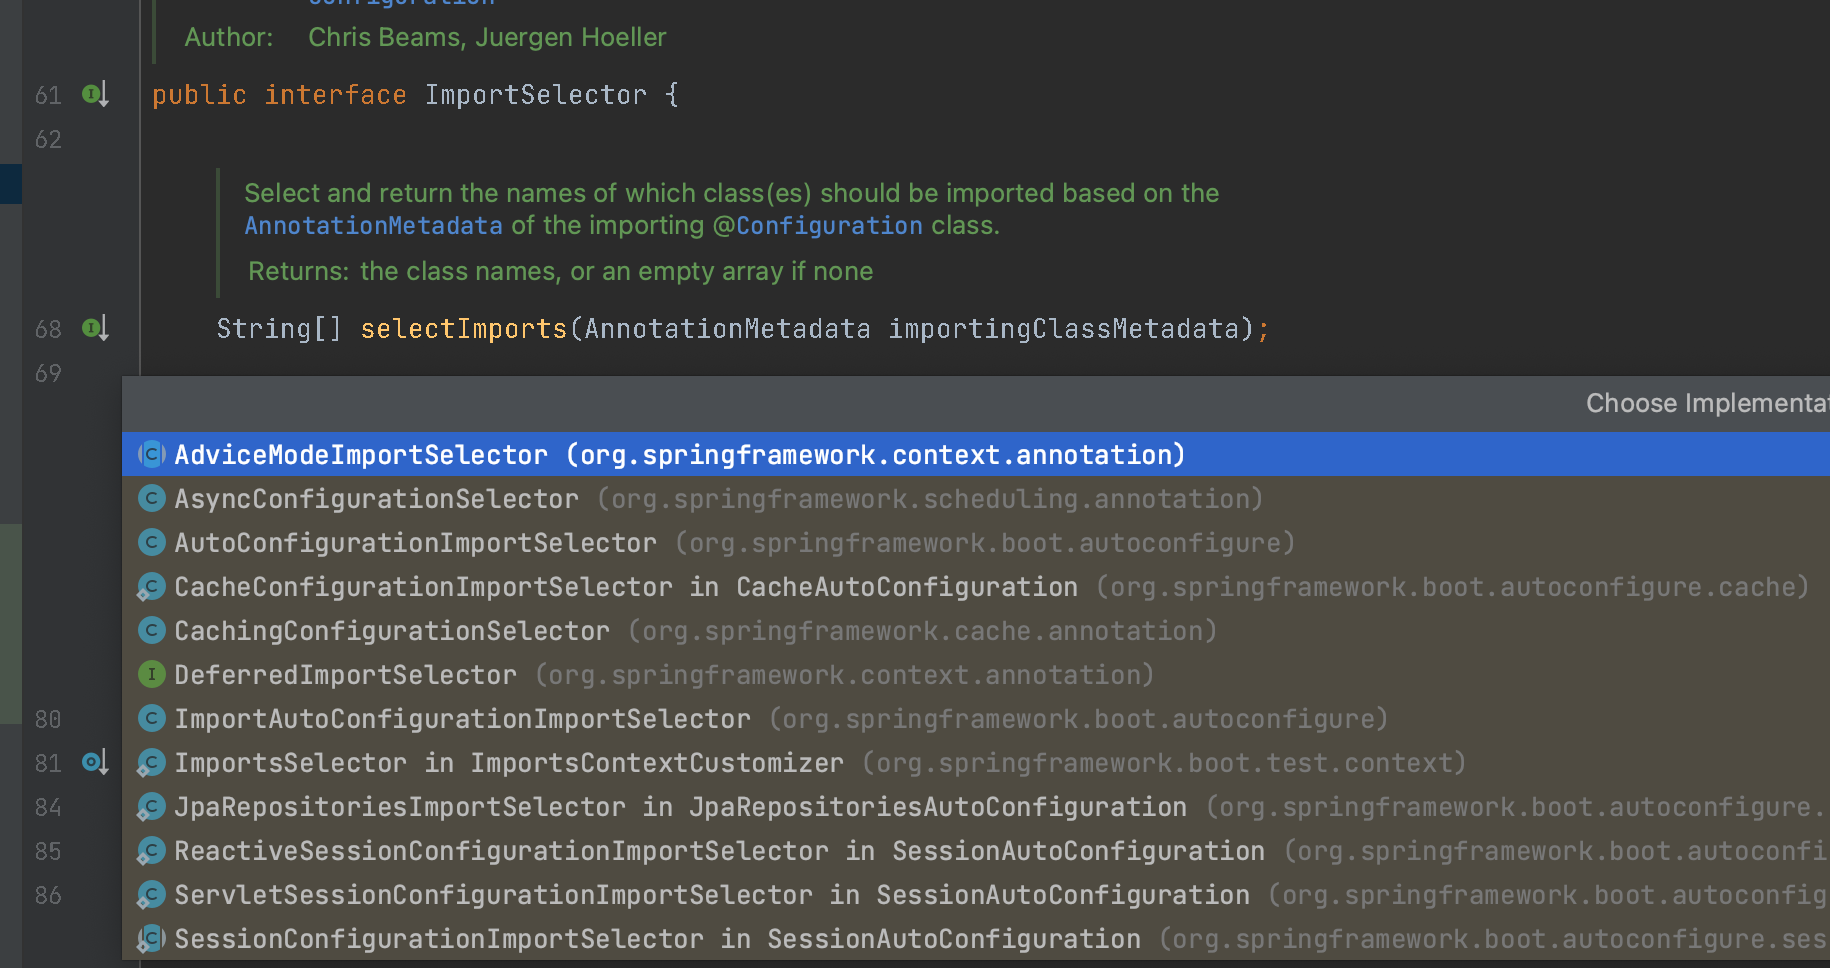 Configuration
Author: Chris Beams, Juergen Hoeller
61 public interface ImportSelector {
62
Select and return the names of which class(es) should be imported based on the
AnnotationMetadata of the importing @Configuration class.
Returns: the class names, or an empty array if none
68 String[] selectImports(AnnotationMetadata importingClassMetadata);
69
Choose Implementat
AdviceModeImportSelector (org.springframework.context.annotation)
AsyncConfigurationSelector (org.springframework.scheduling.annotation)
AutoConfigurationImportSelector (org.springframework.boot.autoconfigure)
CacheConfigurationImportSelector in CacheAutoConfiguration (org.springframework.boot.autoconfigure.cache)
CachingConfigurationSelector (org.springframework.cache.annotation)
DeferredImportSelector (org.springframework.context.annotation)
80 ImportAutoConfigurationImportSelector (org.springframework.boot.autoconfigure)
81 ImportsSelector in ImportsContextCustomizer (org.springframework.boot.test.context)
84 JpaRepositoriesImportSelector in JpaRepositoriesAutoConfiguration (org.springframework.boot.autoconfigure.
85 ReactiveSessionConfigurationImportSelector in SessionAutoConfiguration (org.springframework.boot.autoconfi
86 ServletSessionConfigurationImportSelector in SessionAutoConfiguration (org.springframework.boot.autoconfig
SessionConfigurationImportSelector in SessionAutoConfiguration (org.springframework.boot.autoconfigure.ses